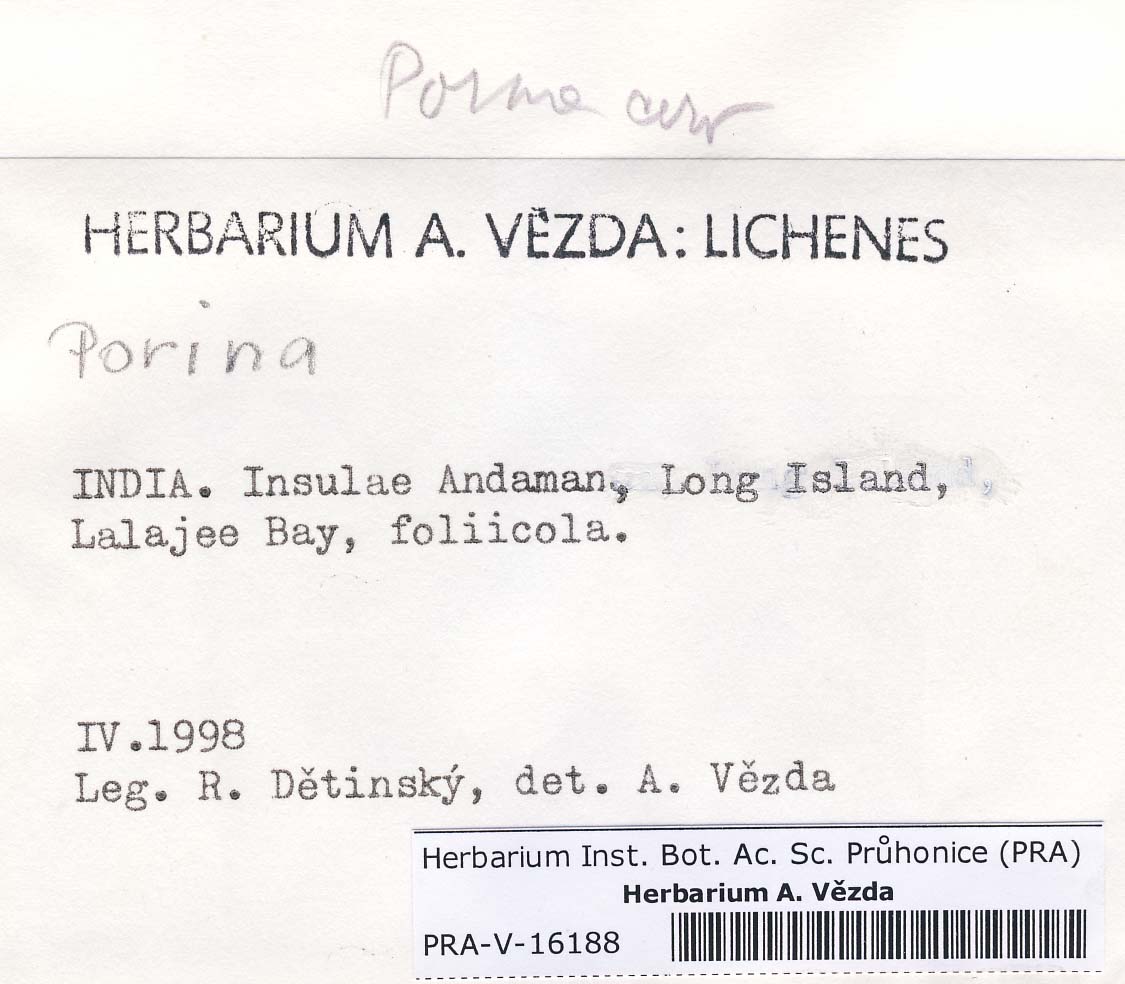 Porina
HERBARIUM A. VĚZDA: LICHENES
Porina
INDIA. Insulae Andaman, Long Island,
Lalajee Bay, foliicola.
IV.1998
Leg. R. Dětinský, det. A. Vězda
Herbarium Inst. Bot. Ac. Sc. Průhonice (PRA)
Herbarium A. Vězda
PRA-V-16188